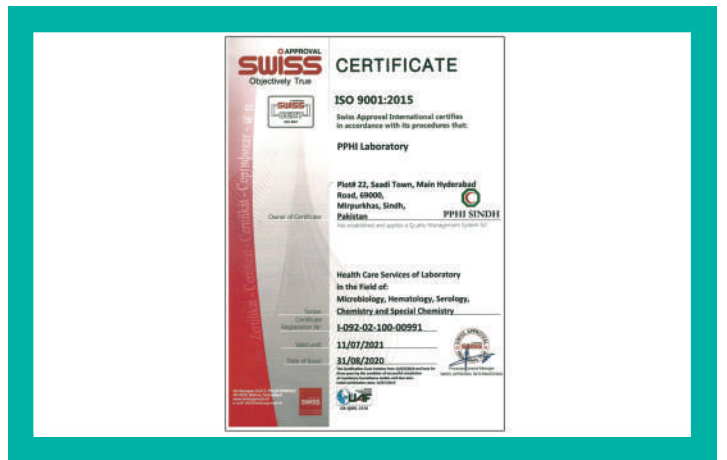 APPROVAL
SWISS
Objectively True
CERTIFICATE
SWISS
CERT
ISO 9001:2015
Swiss Approval International certifies
in accordance with its procedures that:
PPHI Laboratory
Plot# 22, Saadi Town, Main Hyderabad
Road, 69000,
Mirpurkhas, Sindh,
Pakistan
PPHI SINDH
Owner of Certificate
has established and applies a Quality Management System for
Health Care Services of Laboratory
in the Field of:
Microbiology, Hematology, Serology,
Scope
Chemistry and Special Chemistry
Certificate
Registration Nr.
I-092-02-100-00991
Valid until
11/07/2021
Date of Issue
31/08/2020
SWISS APPROVAL
SWISS
UAF